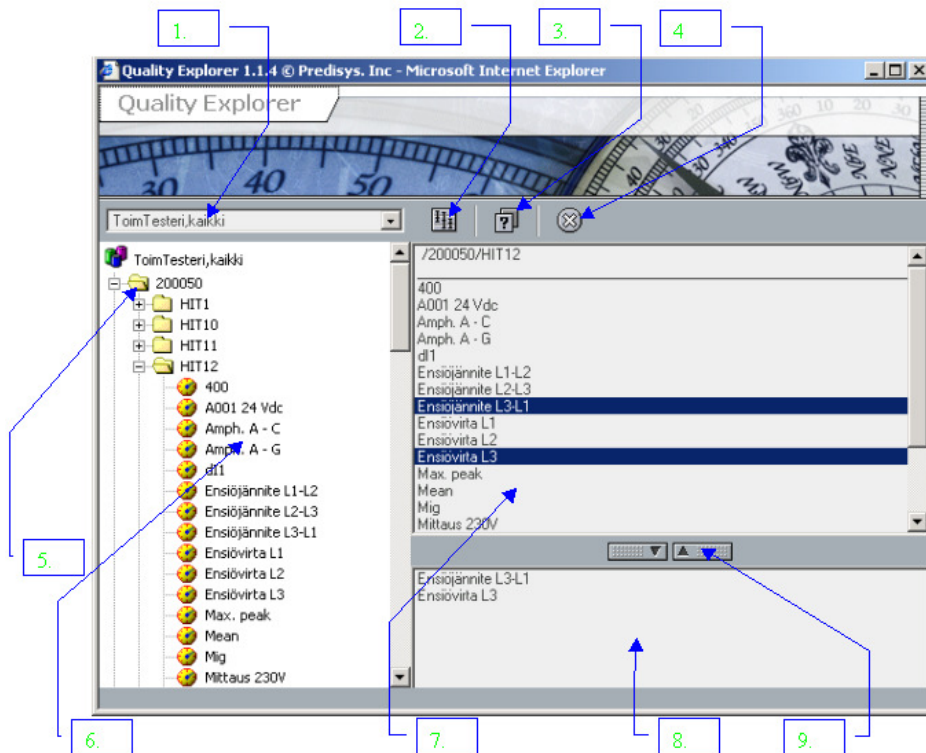 1.
2.
3.
4
Quality Explorer 1.1.4 © Predisys. Inc - Microsoft Internet Explorer
Quality Explorer
30
40
50
340
360
10
20
30
ToimTesteri,kaikki
?
ToimTesteri,kaikki
200050
HIT1
HIT10
HIT11
HIT12
400
A001 24 Vdc
Amph. A - C
Amph. A - G
dl1
Ensiöjännite L1-L2
Ensiöjännite L2-L3
Ensiöjännite L3-L1
Ensiövirta L1
Ensiövirta L2
Ensiövirta L3
Max. peak
Mean
Mig
Mittaus 230V
/200050/HIT12
400
A001 24 Vdc
Amph. A - C
Amph. A - G
dl1
Ensiöjännite L1-L2
Ensiöjännite L2-L3
Ensiöjännite L3-L1
Ensiövirta L1
Ensiövirta L2
Ensiövirta L3
Max. peak
Mean
Mig
Mittaus 230V
Ensiöjännite L3-L1
Ensiövirta L3
5.
6.
7.
8.
9.